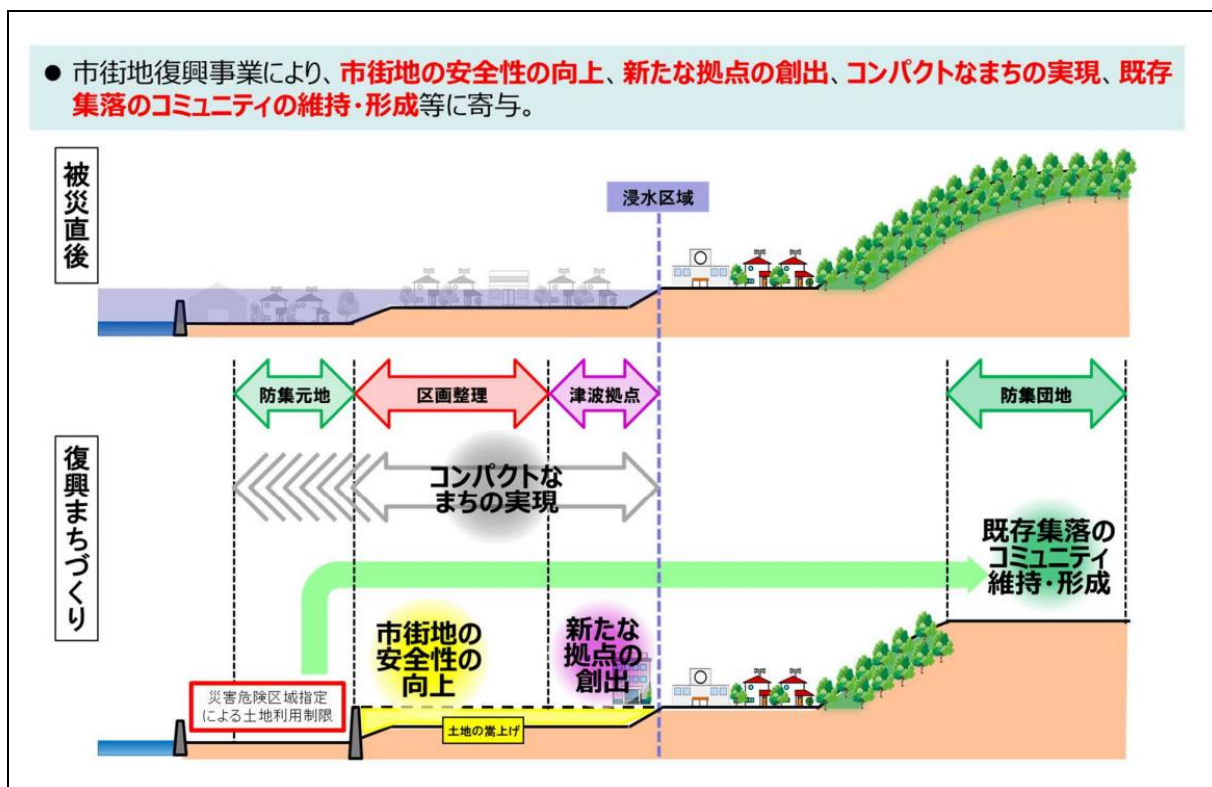 ● 市街地復興事業により、市街地の安全性の向上、新たな拠点の創出、コンパクトなまちの実現、既存
集落のコミュニティの維持・形成等に寄与。
被災直後
浸水区域
防集元地
区画整理
津波拠点
防集団地
復興まちづくり
コンパクトな
まちの実現
既存集落の
コミュニティ
維持・形成
市街地の
安全性の
向上
新たな
拠点の
創出
災害危険区域指定
による土地利用制限
土地の嵩上げ